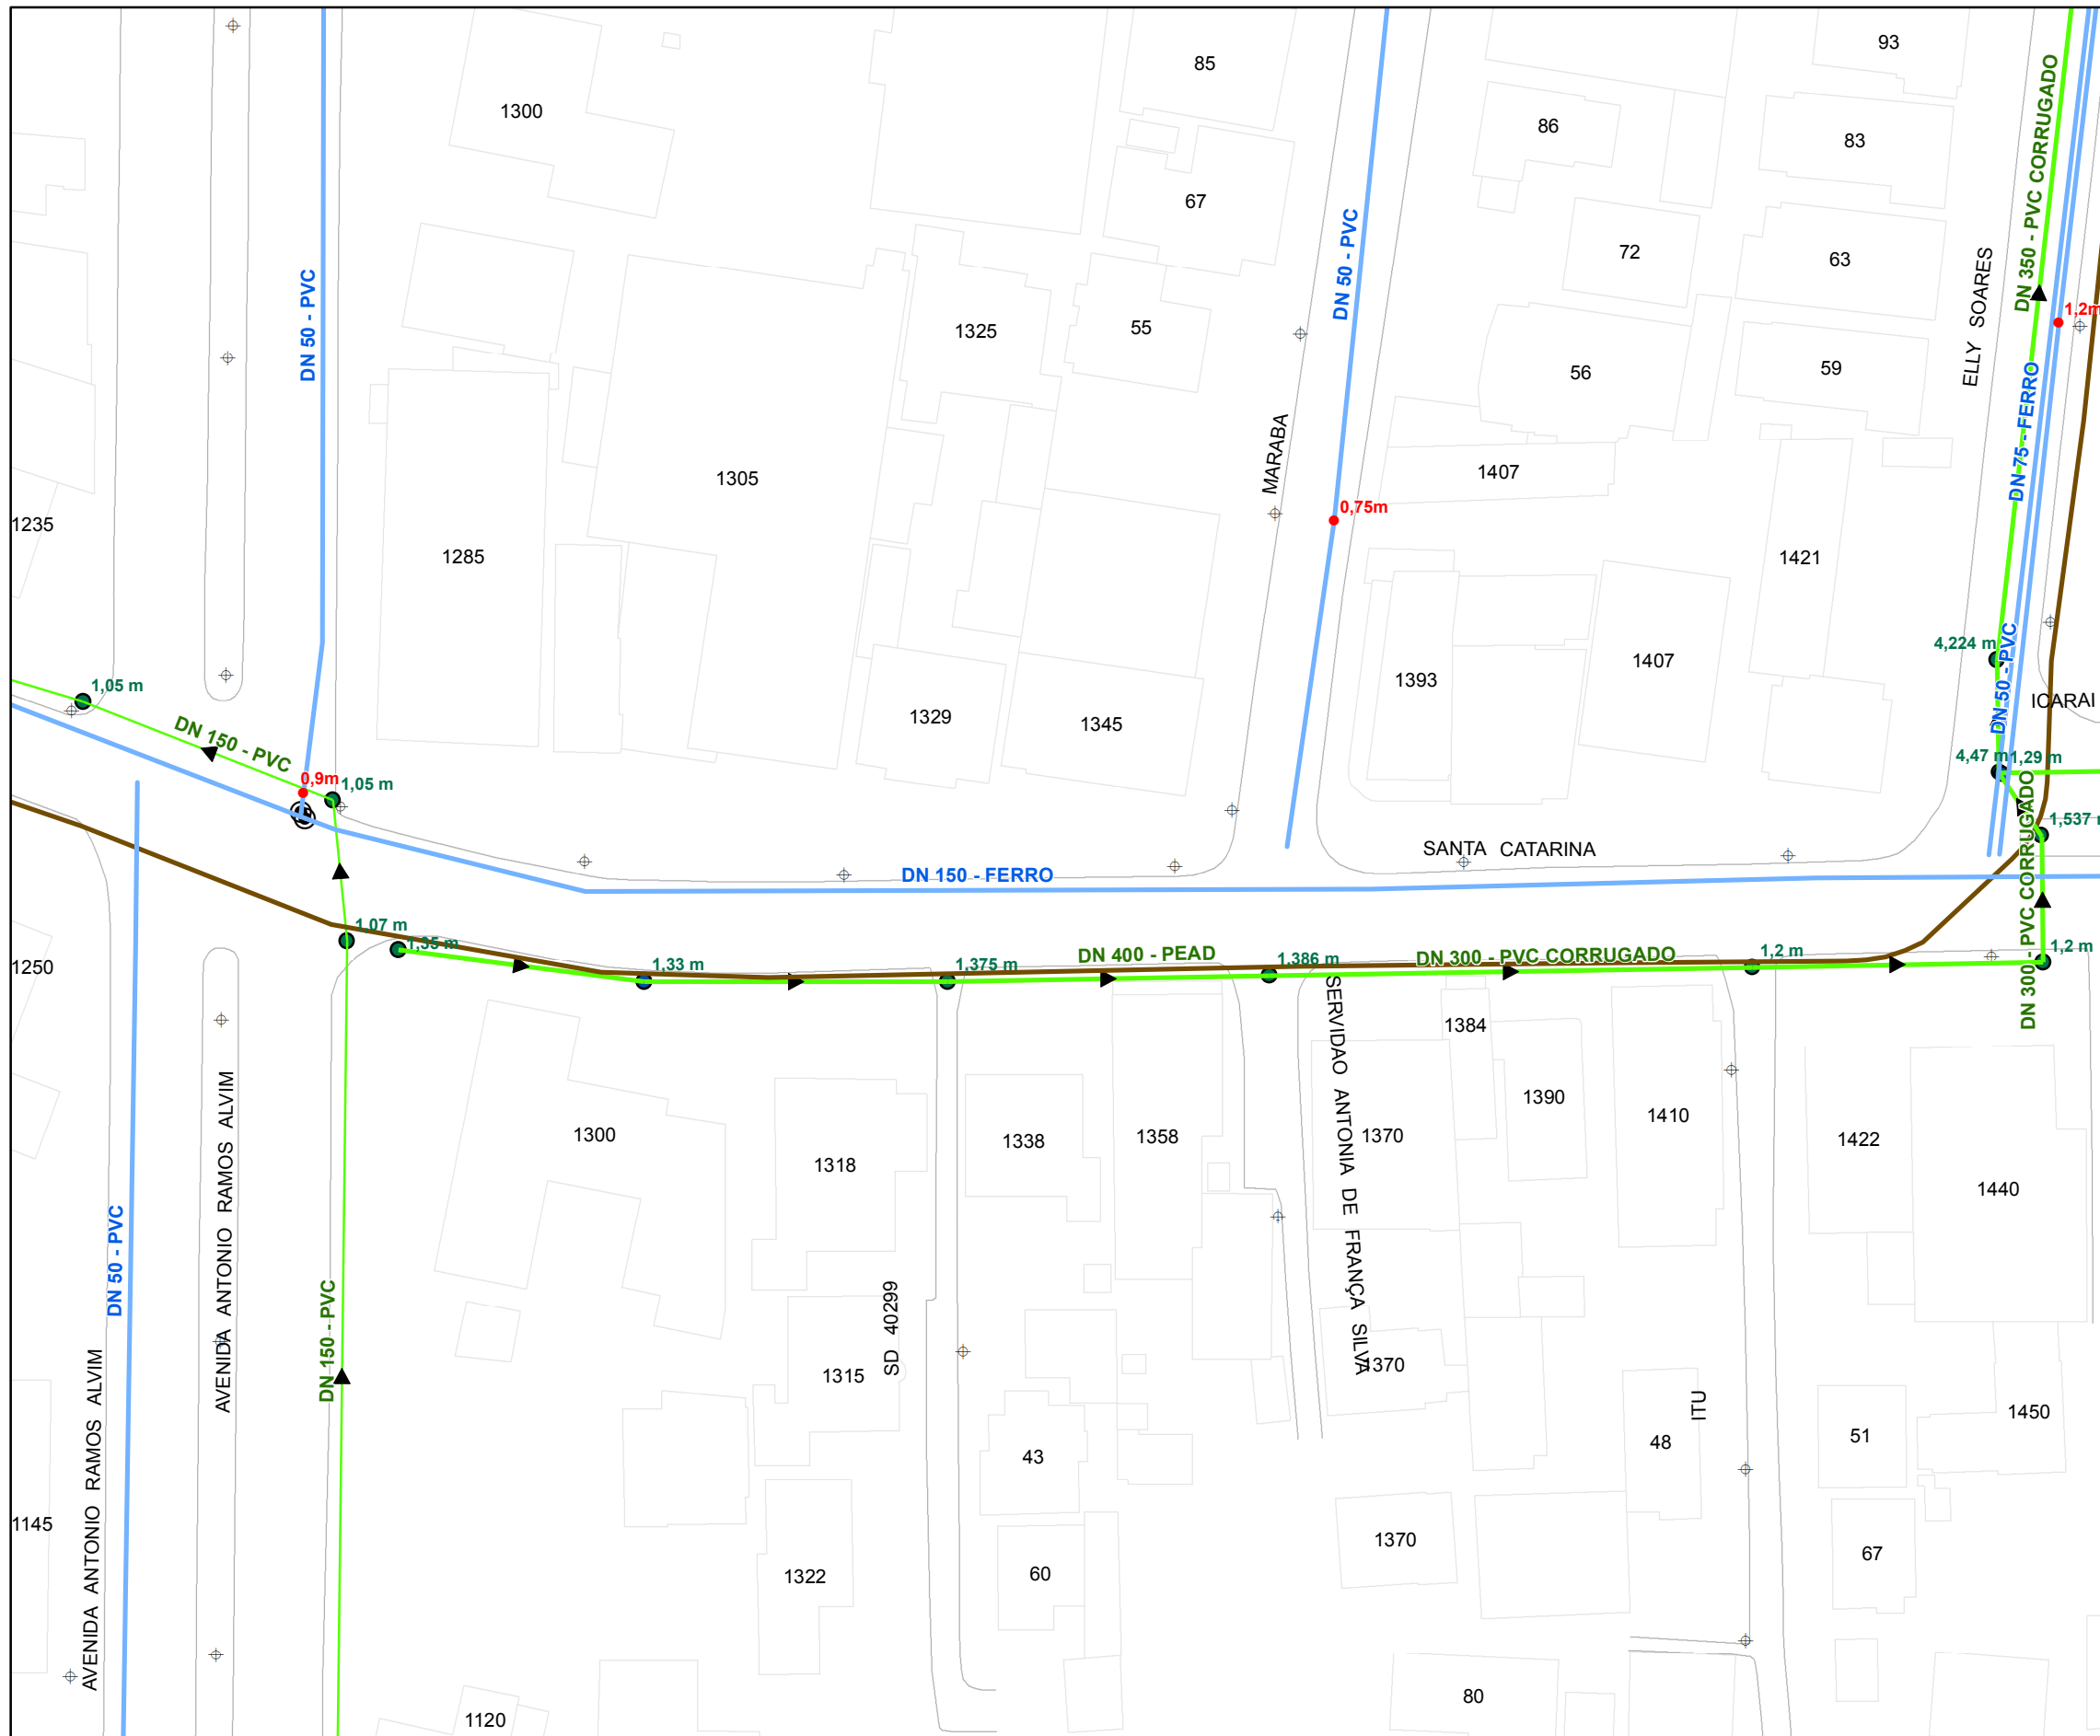 93
85
1300
86
83
DN 350 - PVC CORRUGADO
67
DN 50 - PVC
72
63
ELLY SOARES
DN 50 - PVC
1325
55
1,2m
56
59
DN 75 - FERRO
MARABA
1305
1407
0,75m
1235
1285
1421
4,224 m
DN 50 - PVC
1393
1407
1,05 m
ICARAI
1329
1345
DN 150 - PVC
4,47 m
1,29 m
0,9m
1,05 m
1,537
SANTA CATARINA
DN 150 - FERRO
DN 300 - PVC CORRUGADO
1,07 m
1,35 m
1,2 m
DN 400 - PEAD
DN 300 - PVC CORRUGADO
1,2 m
1250
1,33 m
1,375 m
1,386 m
SERVIDAO ANTONIA DE FRANÇA SILVA
1384
1390
1410
1300
1338
1358
1370
1422
1318
1440
AVENIDA ANTONIO RAMOS ALVIM
DN 50 - PVC
DN 150 - PVC
SD 40299
1315
1370
ITU
1450
AVENIDA ANTONIO RAMOS ALVIM
43
48
51
1145
1370
67
1322
60
80
1120